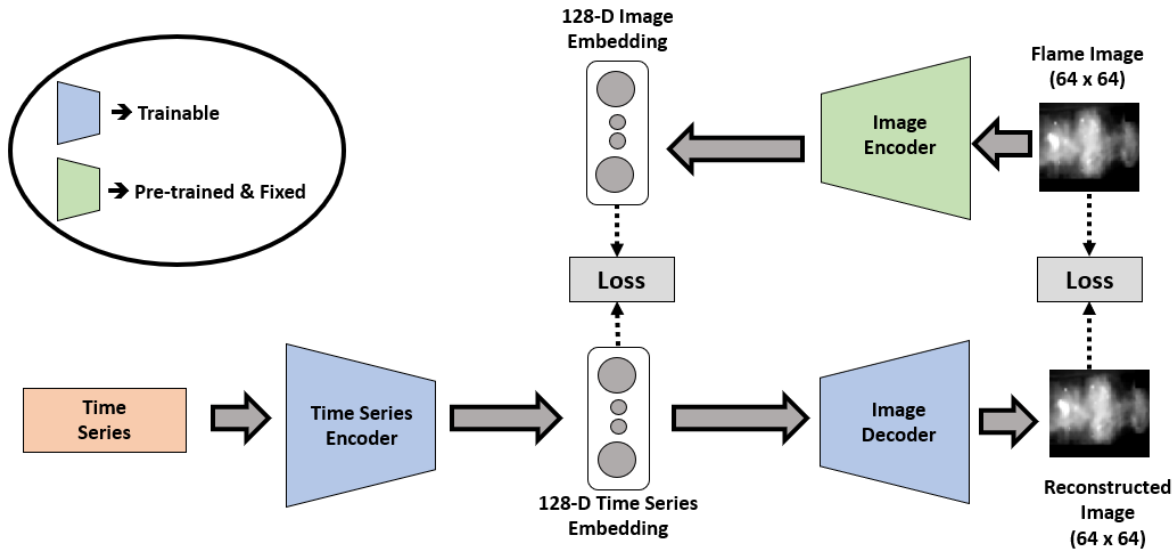 128-D Image
Embedding
Flame Image
(64 x 64)
Trainable
Pre-trained & Fixed
Image
Encoder
Loss
Loss
Time
Series
Time Series
Encoder
Image
Decoder
128-D Time Series
Embedding
Reconstructed
Image
(64 x 64)